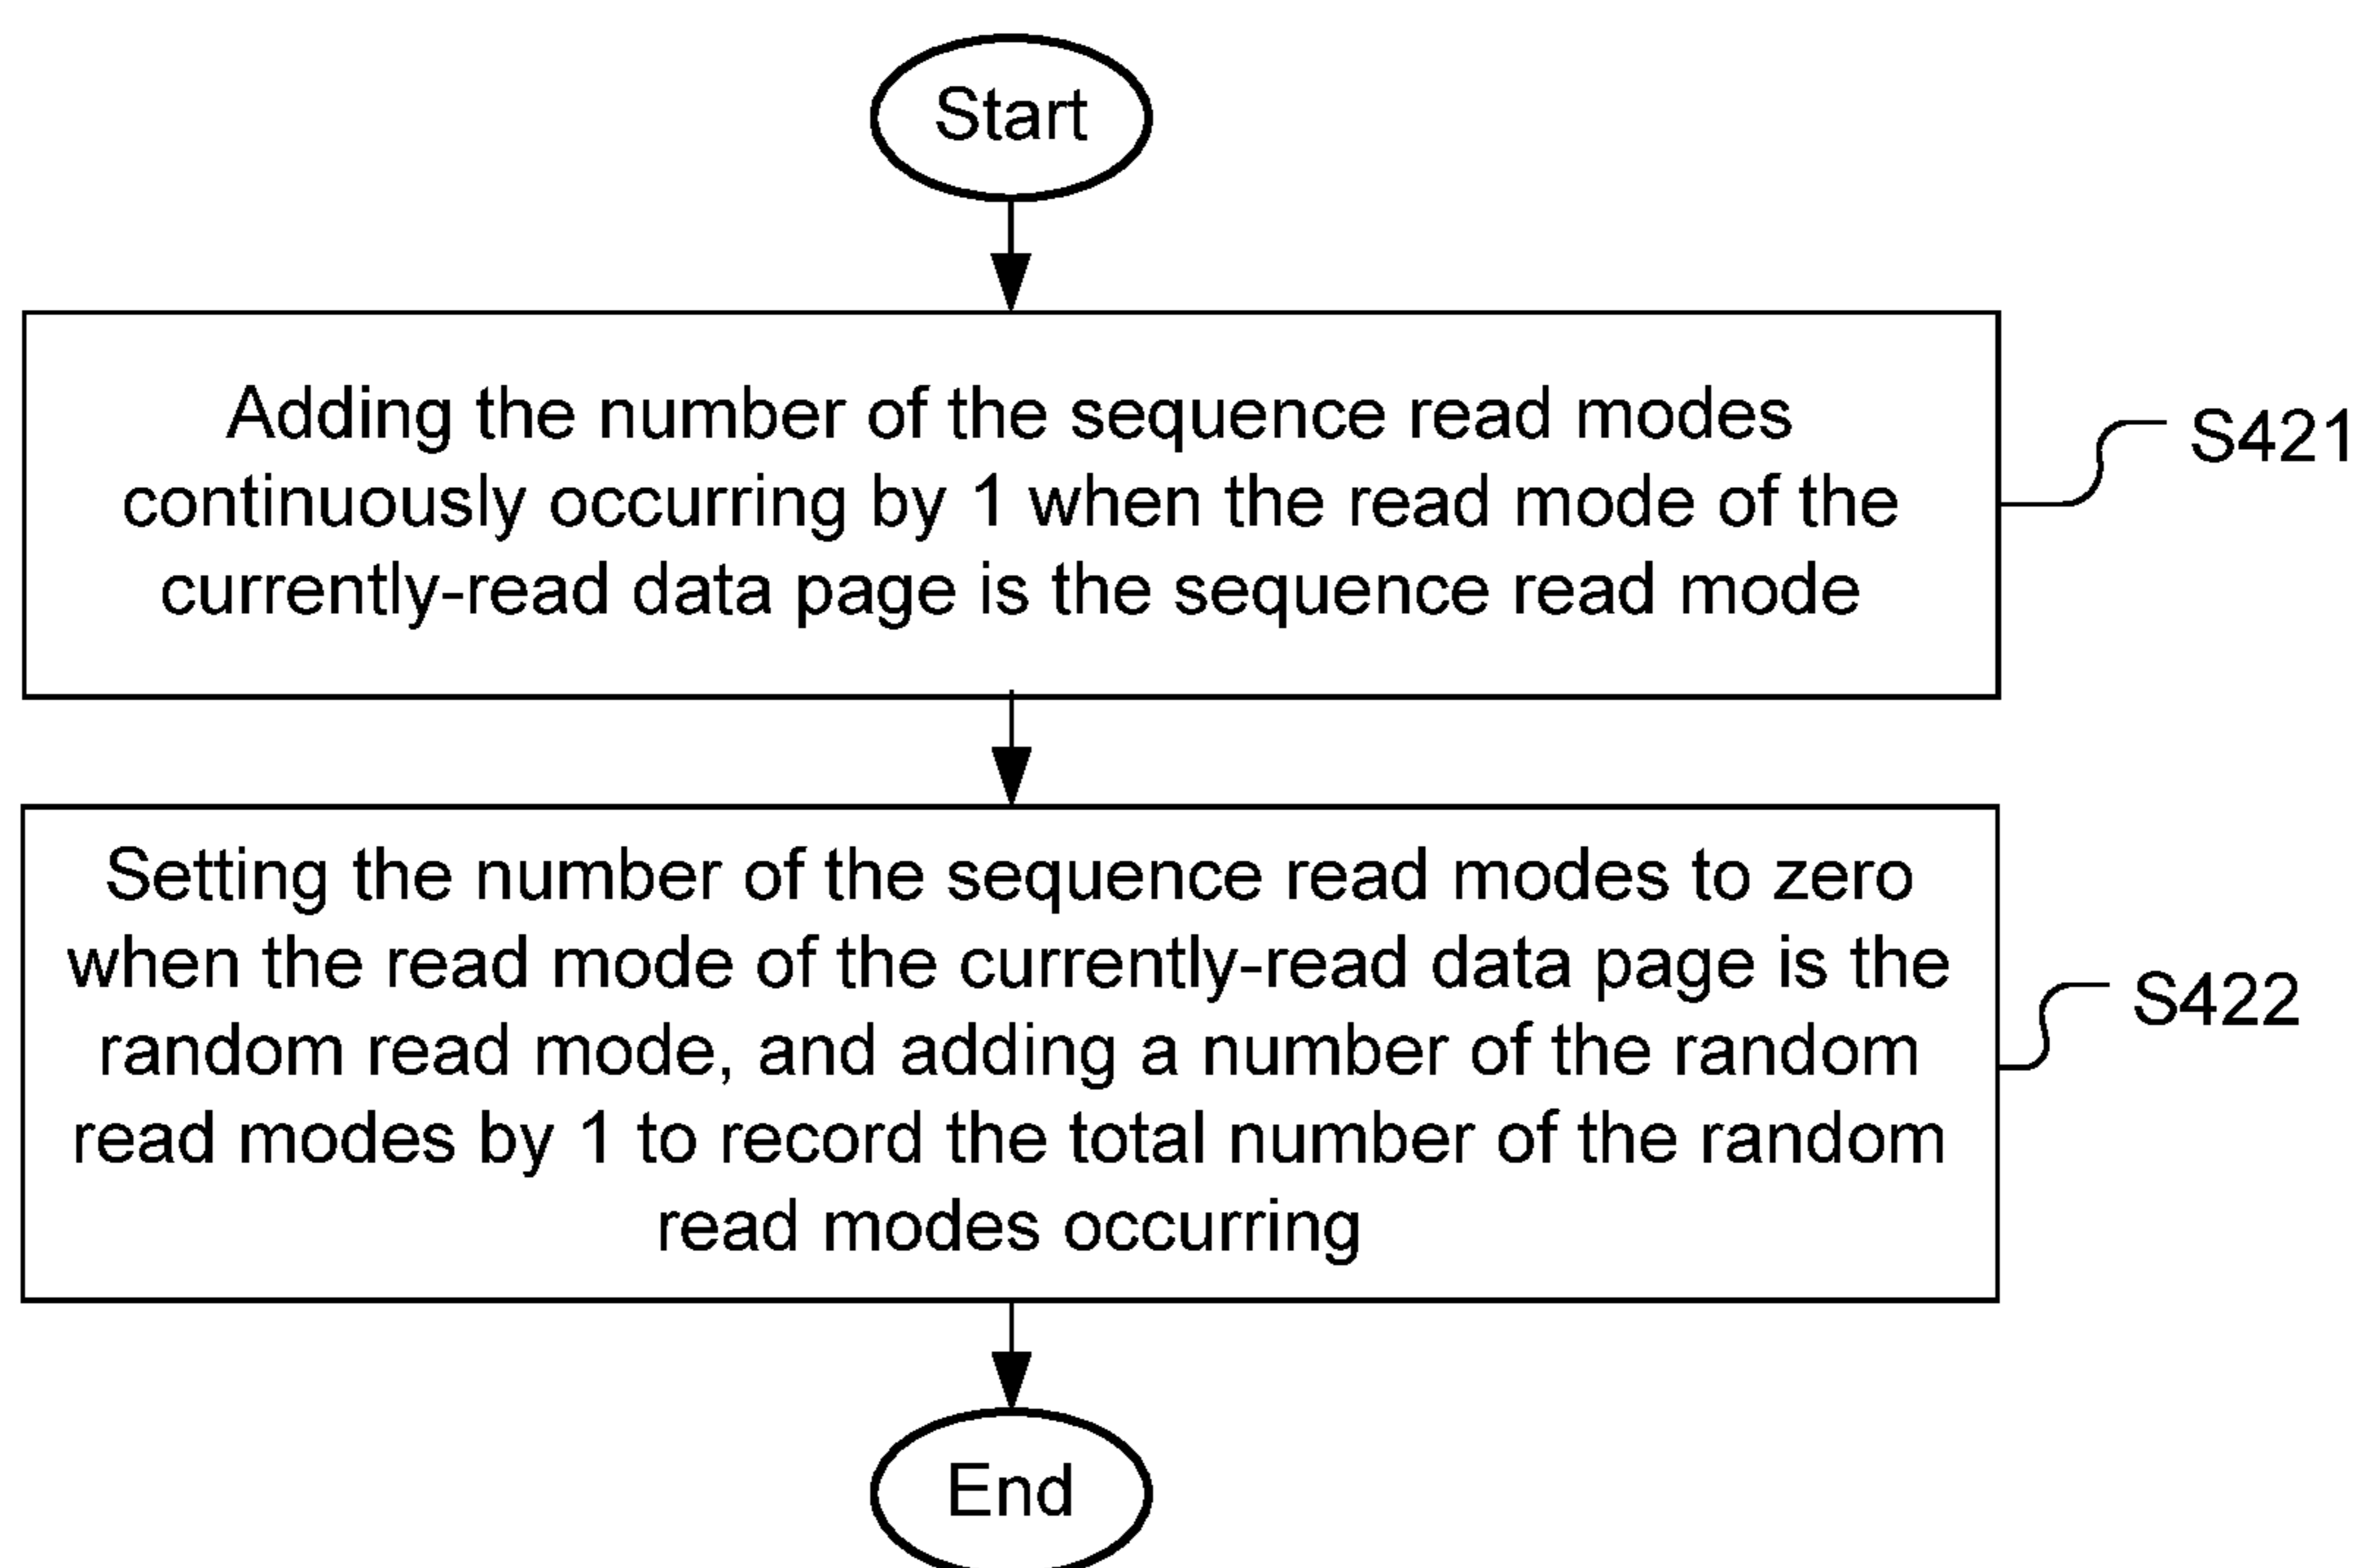 Start
Adding the number of the sequence read modes
continuously occurring by 1 when the read mode of the
currently-read data page is the sequence read mode
S421
Setting the number of the sequence read modes to zero
when the read mode of the currently-read data page is the
random read mode, and adding a number of the random
read modes by 1 to record the total number of the random
read modes occurring
S422
End